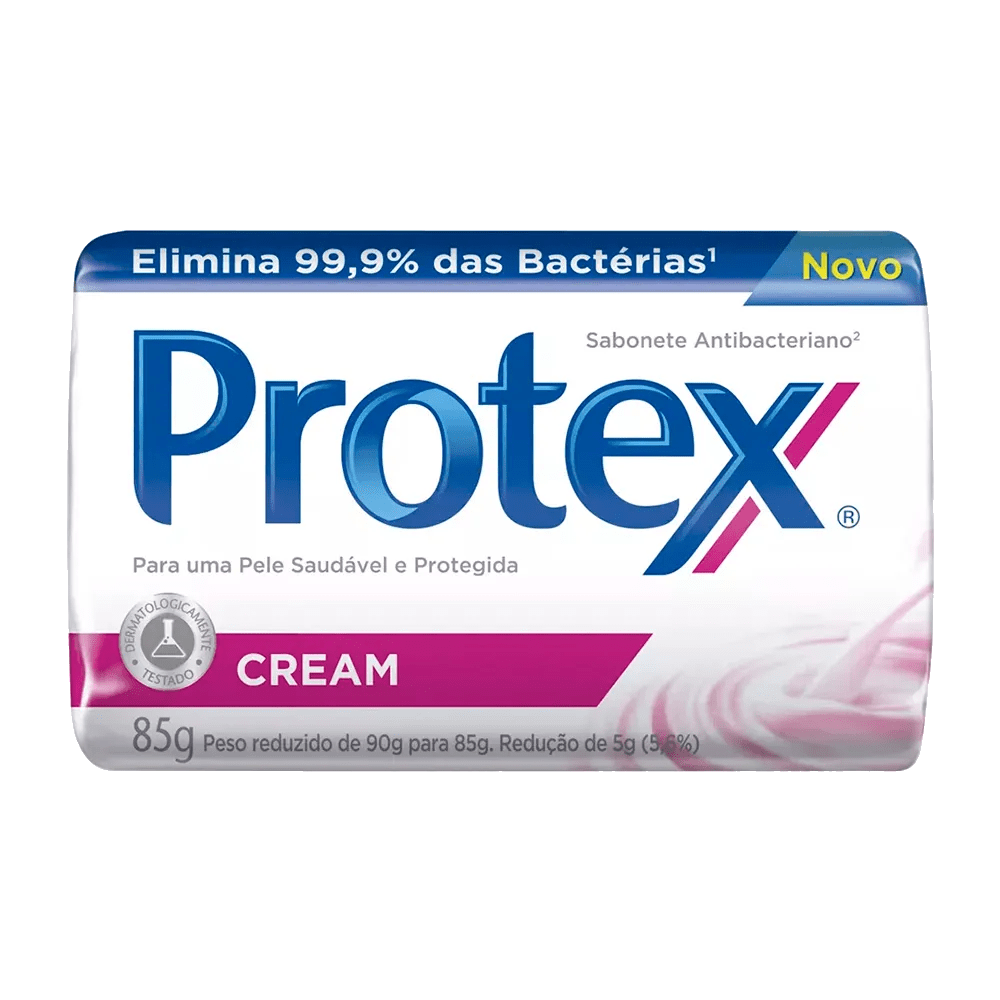 Elimina 99,9% das Bactérias¹
Novo
Sabonete Antibacteriano²
Protex®
Para uma Pele Saudável e Protegida
DERMATOLOGICAMENTE
TESTADO
CREAM
85g Peso reduzido de 90g para 85g. Redução de 5g (5,6%)